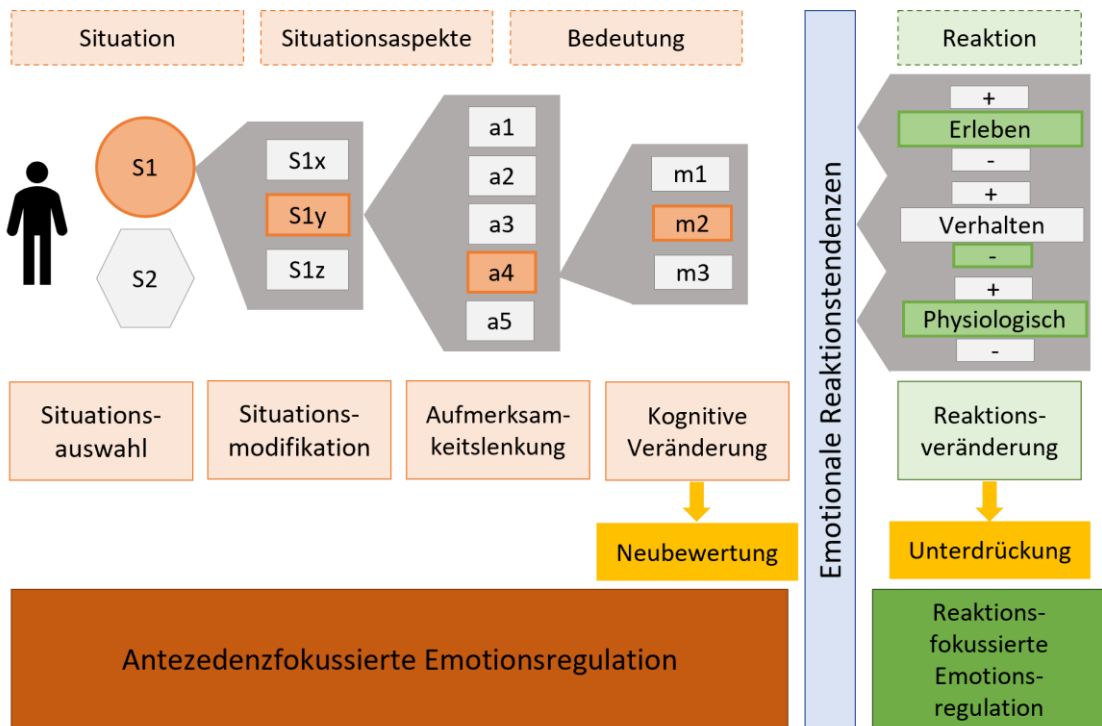 Situation
Situationsaspekte
Bedeutung
Reaktion
S1
S2
S1x
S1y
S1z
a1
a2
a3
a4
a5
m1
m2
m3
Emotionale Reaktionstendenzen
+
Erleben
-
+
Verhalten
-
+
Physiologisch
-
Situations-
auswahl
Situations-
modifikation
Aufmerksam-
keitslenkung
Kognitive
Veränderung
Reaktions-
veränderung
Neubewertung
Unterdrückung
Antezedenzfokussierte Emotionsregulation
Reaktions-
fokussierte
Emotions-
regulation